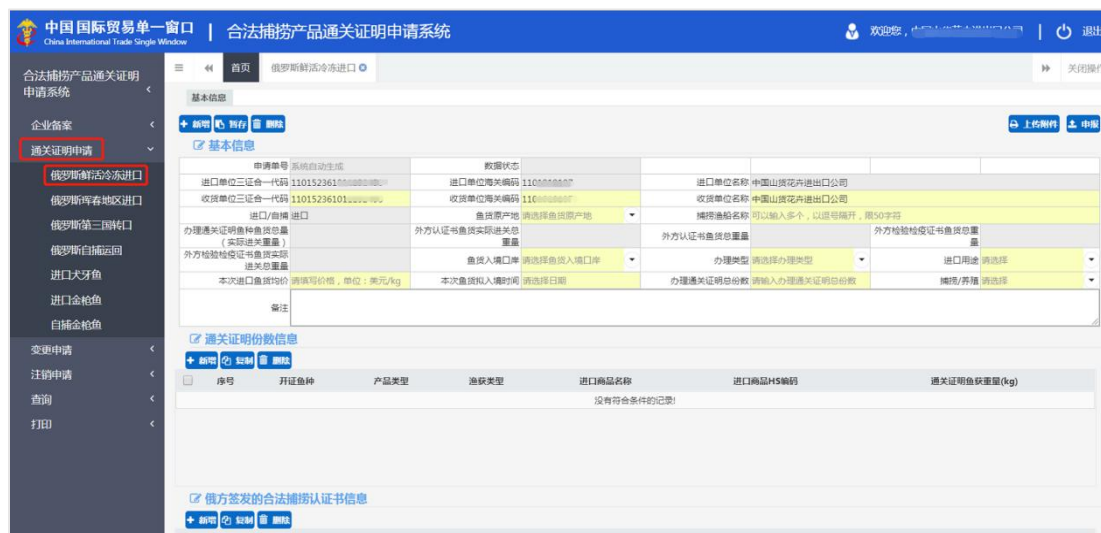 中国国际贸易单一窗口 | 合法捕捞产品通关证明申请系统 欢迎您， | 退出
China International Trade Single Window
合法捕捞产品通关证明申请系统
首页 俄罗斯鲜活冷冻进口 关闭操作
基本信息
企业备案
通关证明申请
俄罗斯鲜活冷冻进口
俄罗斯珲春地区进口
俄罗斯第三国转口
俄罗斯自捕运回
进口犬牙鱼
进口金枪鱼
自捕金枪鱼
变更申请
注销申请
查询
打印
新增 暂存 删除 上传附件 申报
基本信息
申请单号 系统自动生成 数据状态
进口单位三证合一代码 110152361 进口单位海关编码 110 进口单位名称 中国山货花卉进出口公司
收货单位三证合一代码 11015236101 收货单位海关编码 110 收货单位名称 中国山货花卉进出口公司
进口/自捕 进口 鱼货原产地 请选择鱼货原产地 捕捞渔船名称 可以输入多个，以逗号隔开，限50字符
办理通关证明鱼种鱼货总量（实际进关重量） 外方认证书鱼货实际进关总重量 外方认证书鱼货总重量 外方检验检疫证书鱼货总重量
外方检验检疫证书鱼货实际进关总重量 鱼货入境口岸 请选择鱼货入境口岸 办理类型 请选择办理类型 进口用途 请选择
本次进口鱼货均价 请填写价格，单位：美元/kg 本次鱼货拟入境时间 请选择日期 办理通关证明总份数 请输入办理通关证明总份数 捕捞/养殖 请选择
备注
通关证明份数信息
新增 复制 删除
序号 开证鱼种 产品类型 渔获类型 进口商品名称 进口商品HS编码 通关证明鱼获重量(kg)
没有符合条件的记录!
俄方签发的合法捕捞认证书信息
新增 复制 删除